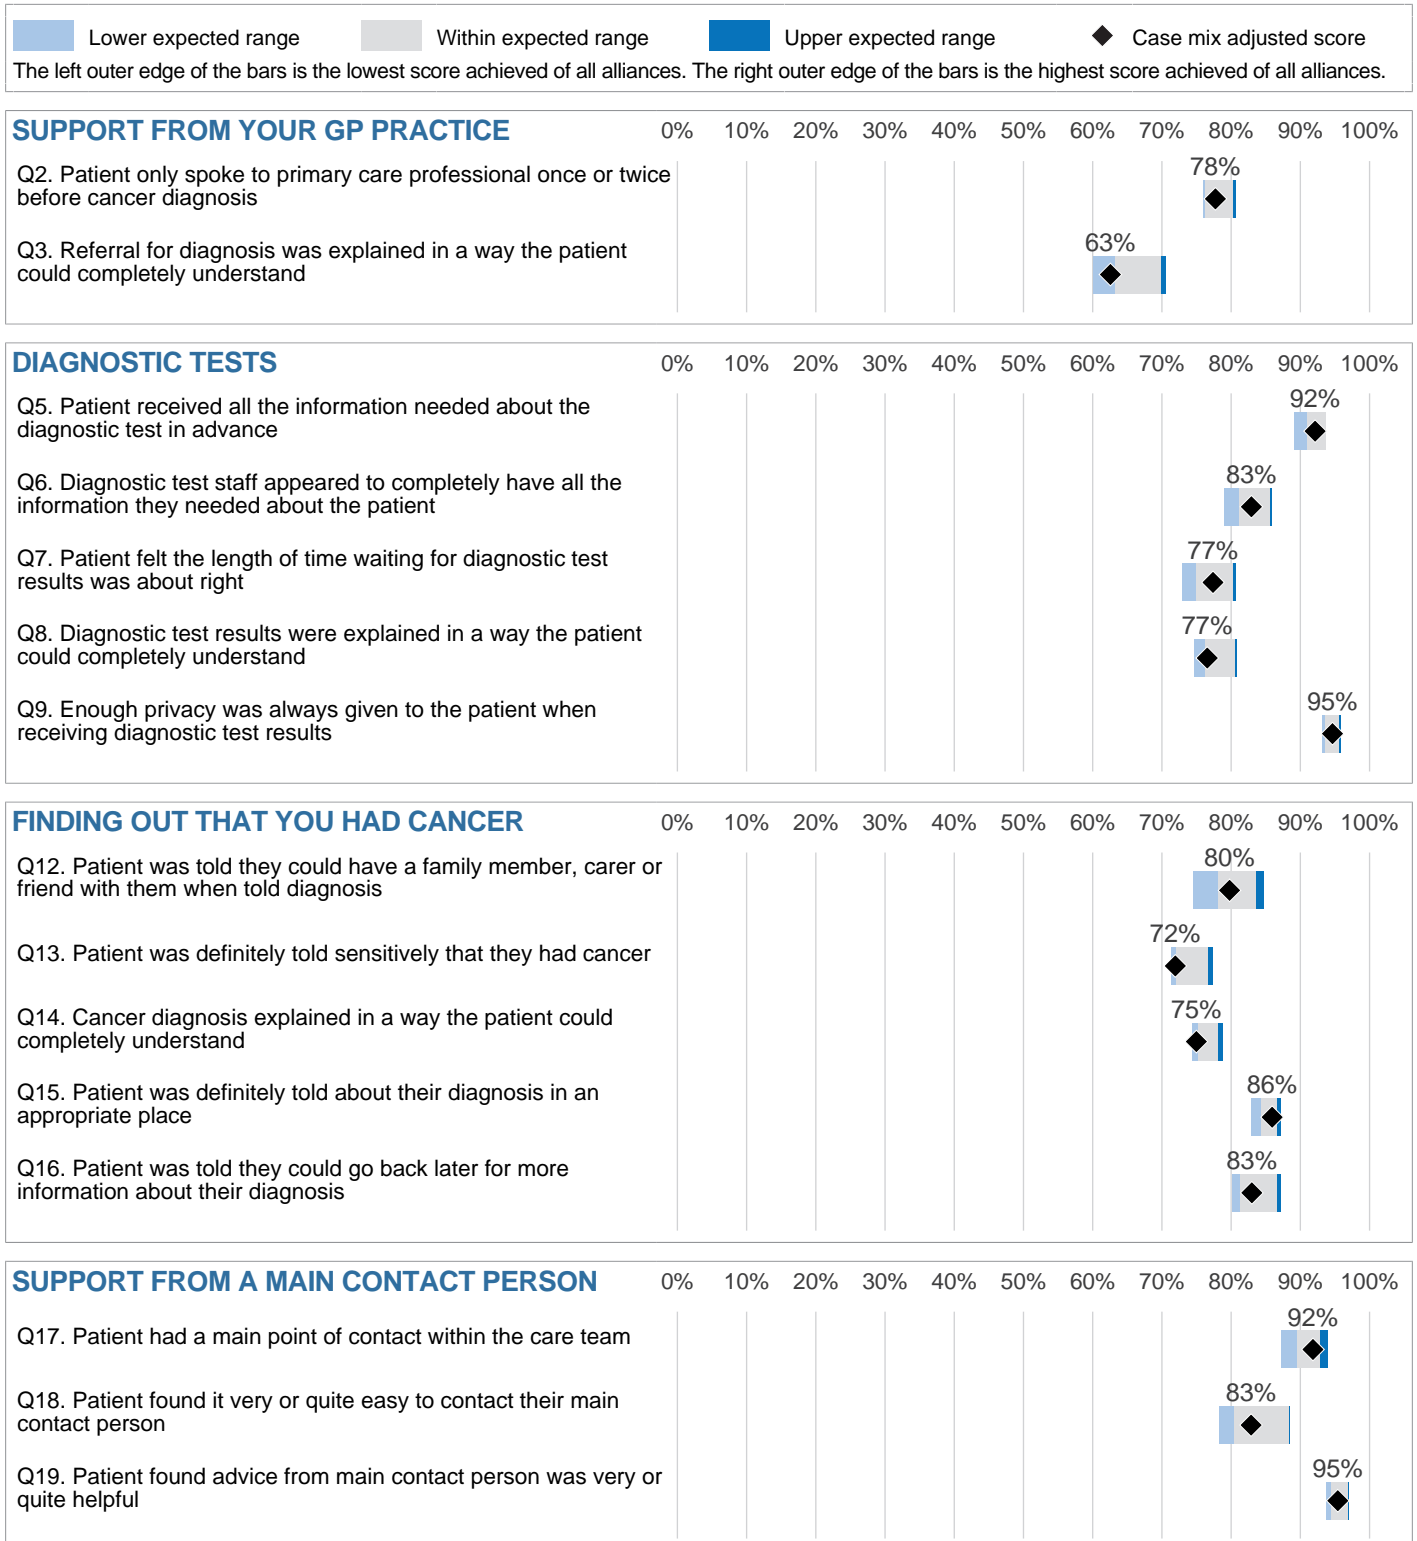 Lower expected range Within expected range Upper expected range Case mix adjusted score
The left outer edge of the bars is the lowest score achieved of all alliances. The right outer edge of the bars is the highest score achieved of all alliances.
SUPPORT FROM YOUR GP PRACTICE 0% 10% 20% 30% 40% 50% 60% 70% 80% 90% 100%
78%
Q2. Patient only spoke to primary care professional once or twice
before cancer diagnosis
63%
Q3. Referral for diagnosis was explained in a way the patient
could completely understand
DIAGNOSTIC TESTS 0% 10% 20% 30% 40% 50% 60% 70% 80% 90% 100%
92%
Q5. Patient received all the information needed about the
diagnostic test in advance
83%
Q6. Diagnostic test staff appeared to completely have all the
information they needed about the patient
77%
Q7. Patient felt the length of time waiting for diagnostic test
results was about right
77%
Q8. Diagnostic test results were explained in a way the patient
could completely understand
95%
Q9. Enough privacy was always given to the patient when
receiving diagnostic test results
FINDING OUT THAT YOU HAD CANCER 0% 10% 20% 30% 40% 50% 60% 70% 80% 90% 100%
80%
Q12. Patient was told they could have a family member, carer or
friend with them when told diagnosis
72%
Q13. Patient was definitely told sensitively that they had cancer
75%
Q14. Cancer diagnosis explained in a way the patient could
completely understand
86%
Q15. Patient was definitely told about their diagnosis in an
appropriate place
83%
Q16. Patient was told they could go back later for more
information about their diagnosis
SUPPORT FROM A MAIN CONTACT PERSON 0% 10% 20% 30% 40% 50% 60% 70% 80% 90% 100%
92%
Q17. Patient had a main point of contact within the care team
83%
Q18. Patient found it very or quite easy to contact their main
contact person
95%
Q19. Patient found advice from main contact person was very or
quite helpful